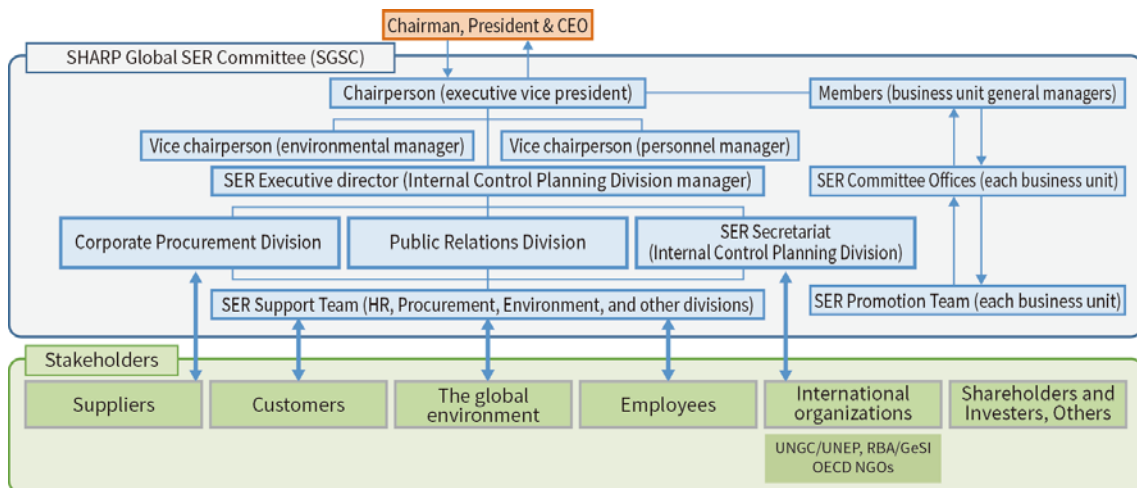 Chairman, President & CEO
SHARP Global SER Committee (SGSC)
Chairperson (executive vice president)
Members (business unit general managers)
Vice chairperson (environmental manager)
Vice chairperson (personnel manager)
SER Executive director (Internal Control Planning Division manager)
SER Committee Offices (each business unit)
Corporate Procurement Division
Public Relations Division
SER Secretariat
(Internal Control Planning Division)
SER Support Team (HR, Procurement, Environment, and other divisions)
SER Promotion Team (each business unit)
Stakeholders
Suppliers
Customers
The global
environment
Employees
International
organizations
Shareholders and
Investers, Others
UNGC/UNEP, RBA/GeSI
OECD NGOs